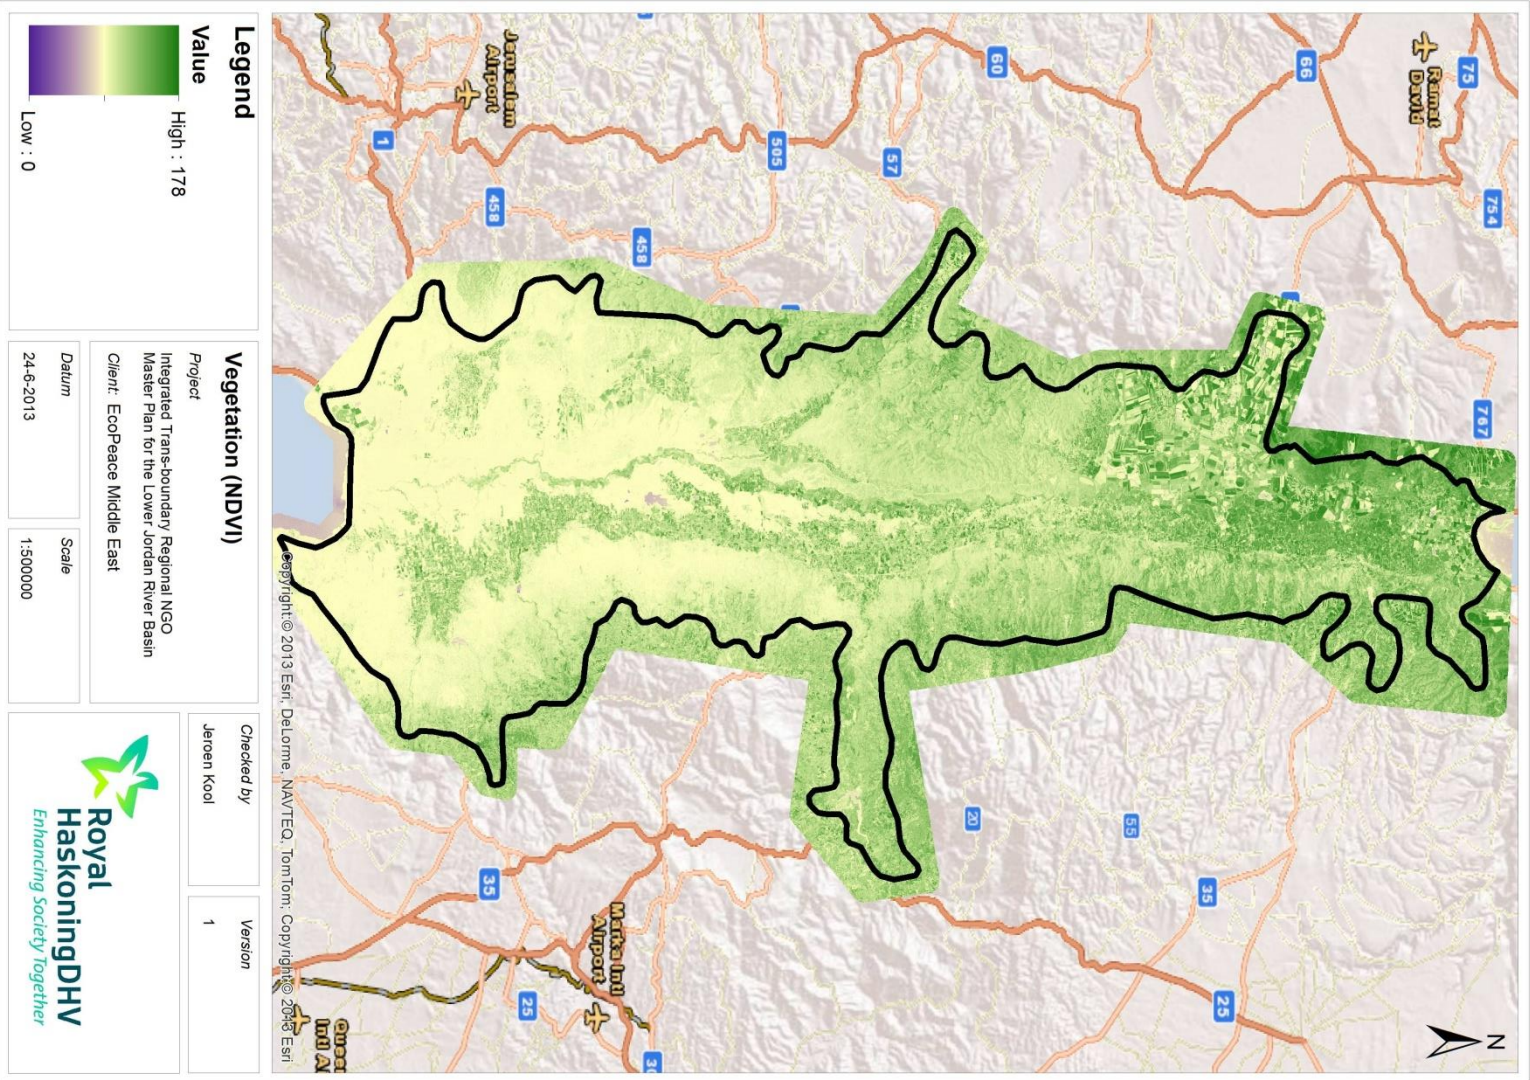 Ramat
David
75
66
60
754
57
505
Jerusalem
Airport
1
458
458
767
20
55
35
35
25
25
Marka Intl
Airport
30
N
Copyright:© 2013 Esri, DeLorme, NAVTEQ, TomTom; Copyright:© 2013 Esri
Legend
Value
High : 178
Low : 0
Vegetation (NDVI)
Project
Integrated Trans-boundary Regional NGO
Master Plan for the Lower Jordan River Basin
Client: EcoPeace Middle East
Datum
24-6-2013
Scale
1:500000
Checked by
Jeroen Kool
Version
1
Royal
HaskoningDHV
Enhancing Society Together